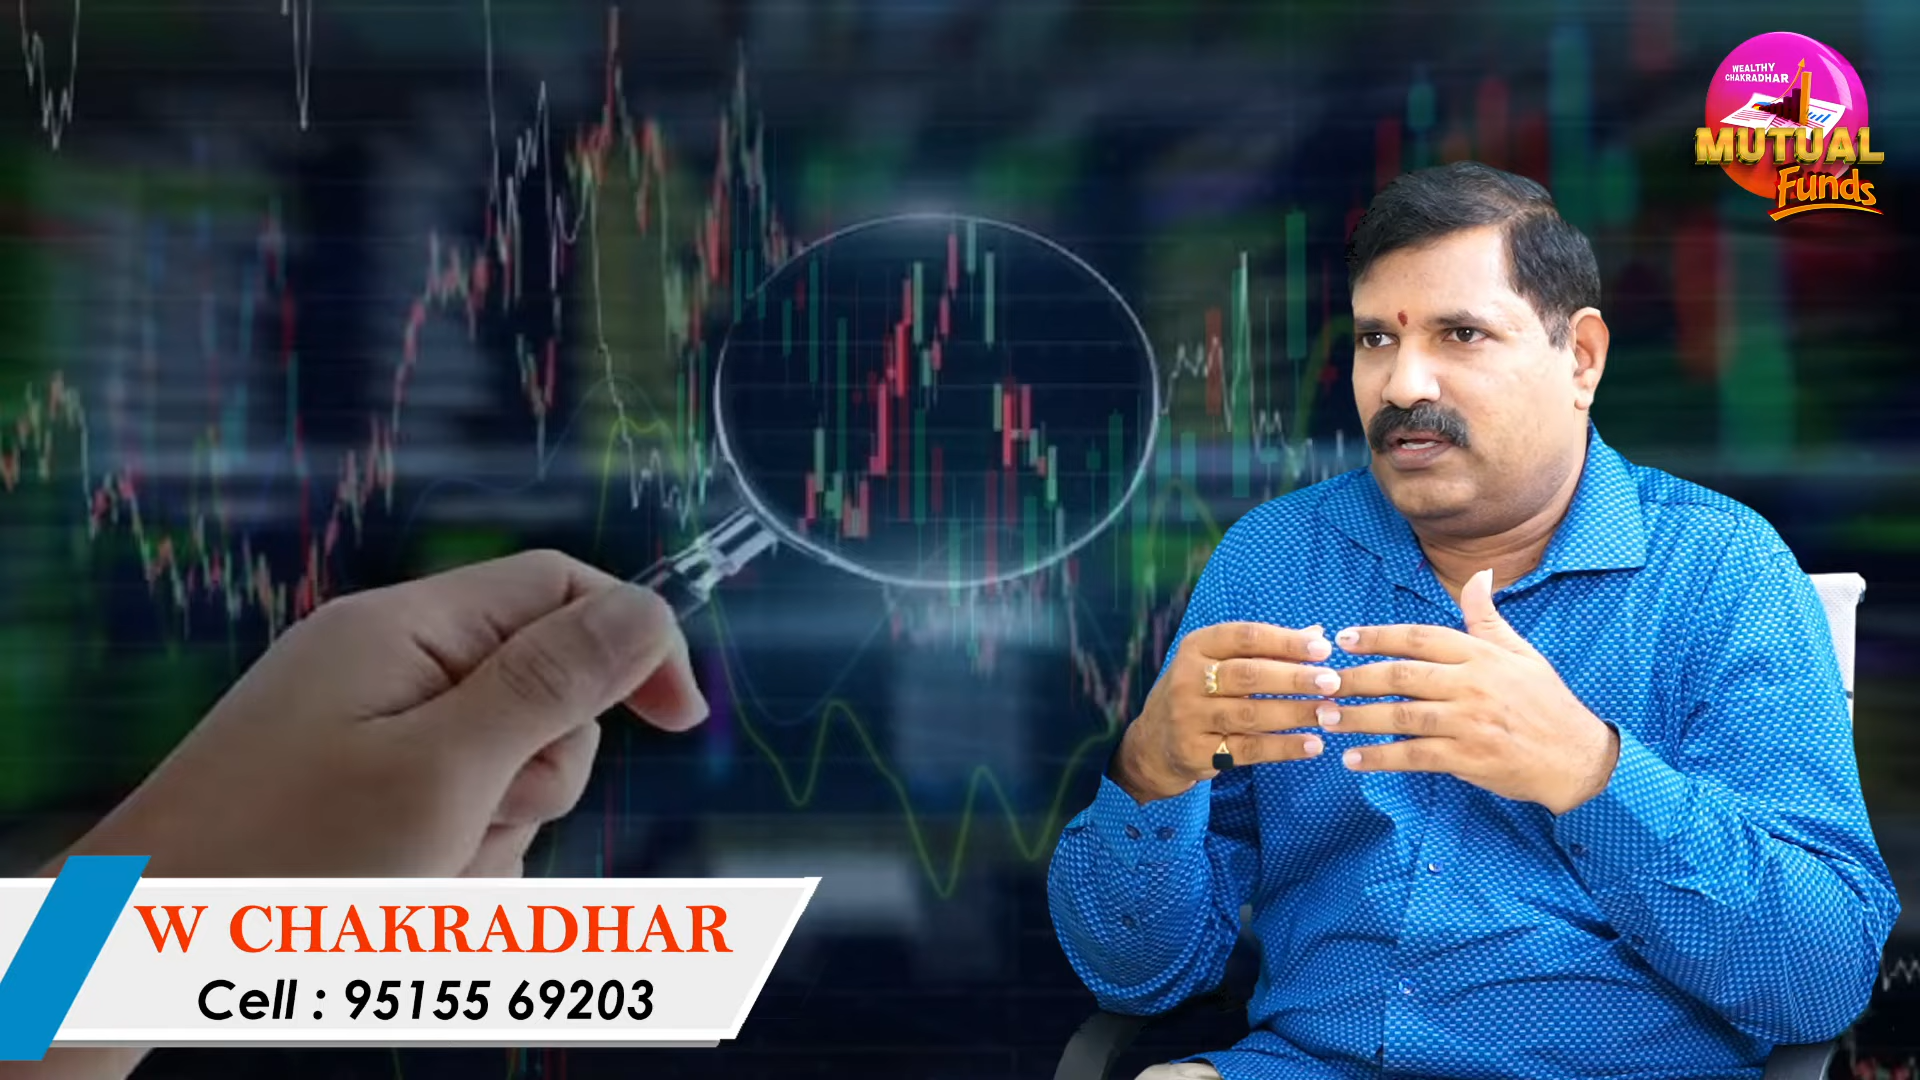 WEALTHY
CHAKRADHAR
MUTUAL
Funds
W CHAKRADHAR
Cell : 95155 69203